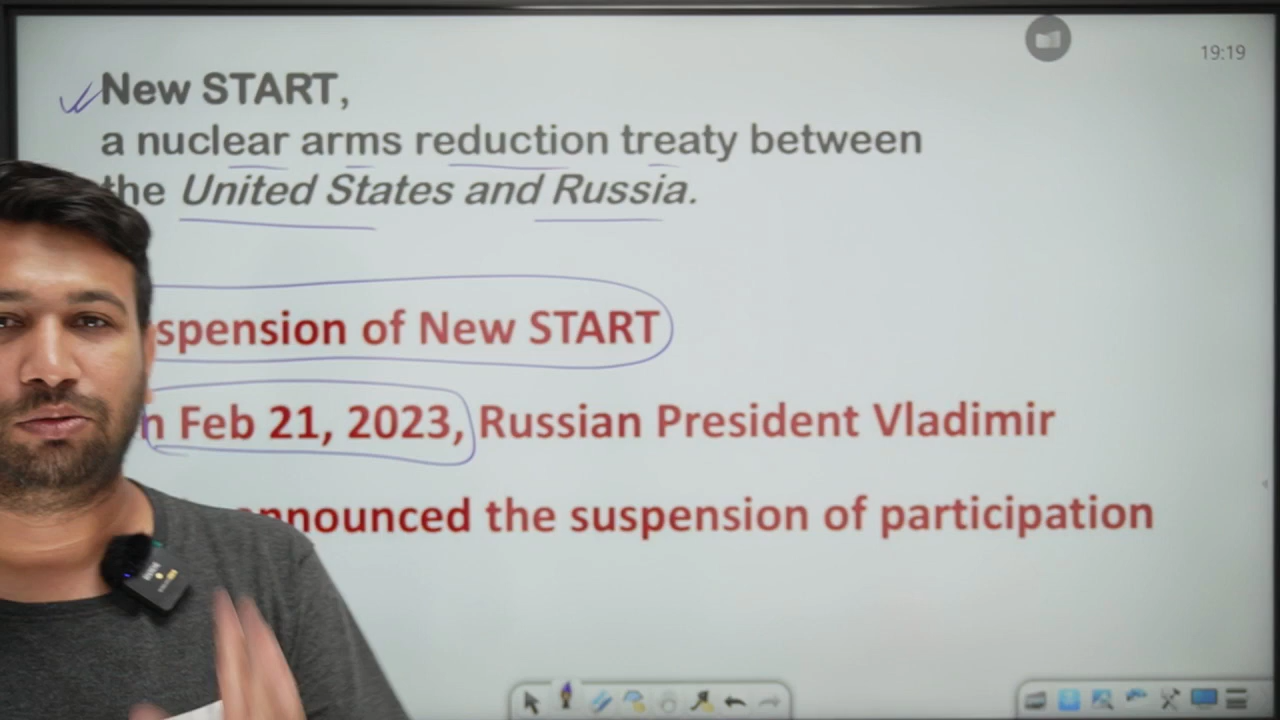 19:19
New START,
a nuclear arms reduction treaty between
the United States and Russia.
spension of New START
n Feb 21, 2023, Russian President Vladimir
announced the suspension of participation